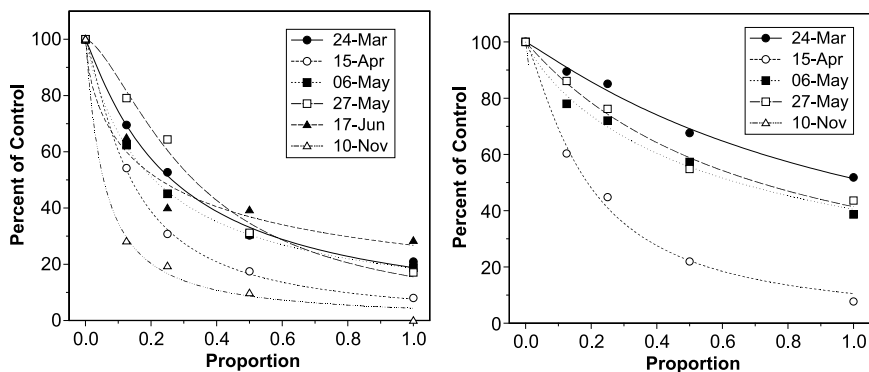 Percent of Control
100
80
60
40
20
0
0.0 0.2 0.4 0.6 0.8 1.0
Proportion
24-Mar
15-Apr
06-May
27-May
17-Jun
10-Nov
Percent of Control
100
80
60
40
20
0
0.0 0.2 0.4 0.6 0.8 1.0
Proportion
24-Mar
15-Apr
06-May
27-May
10-Nov